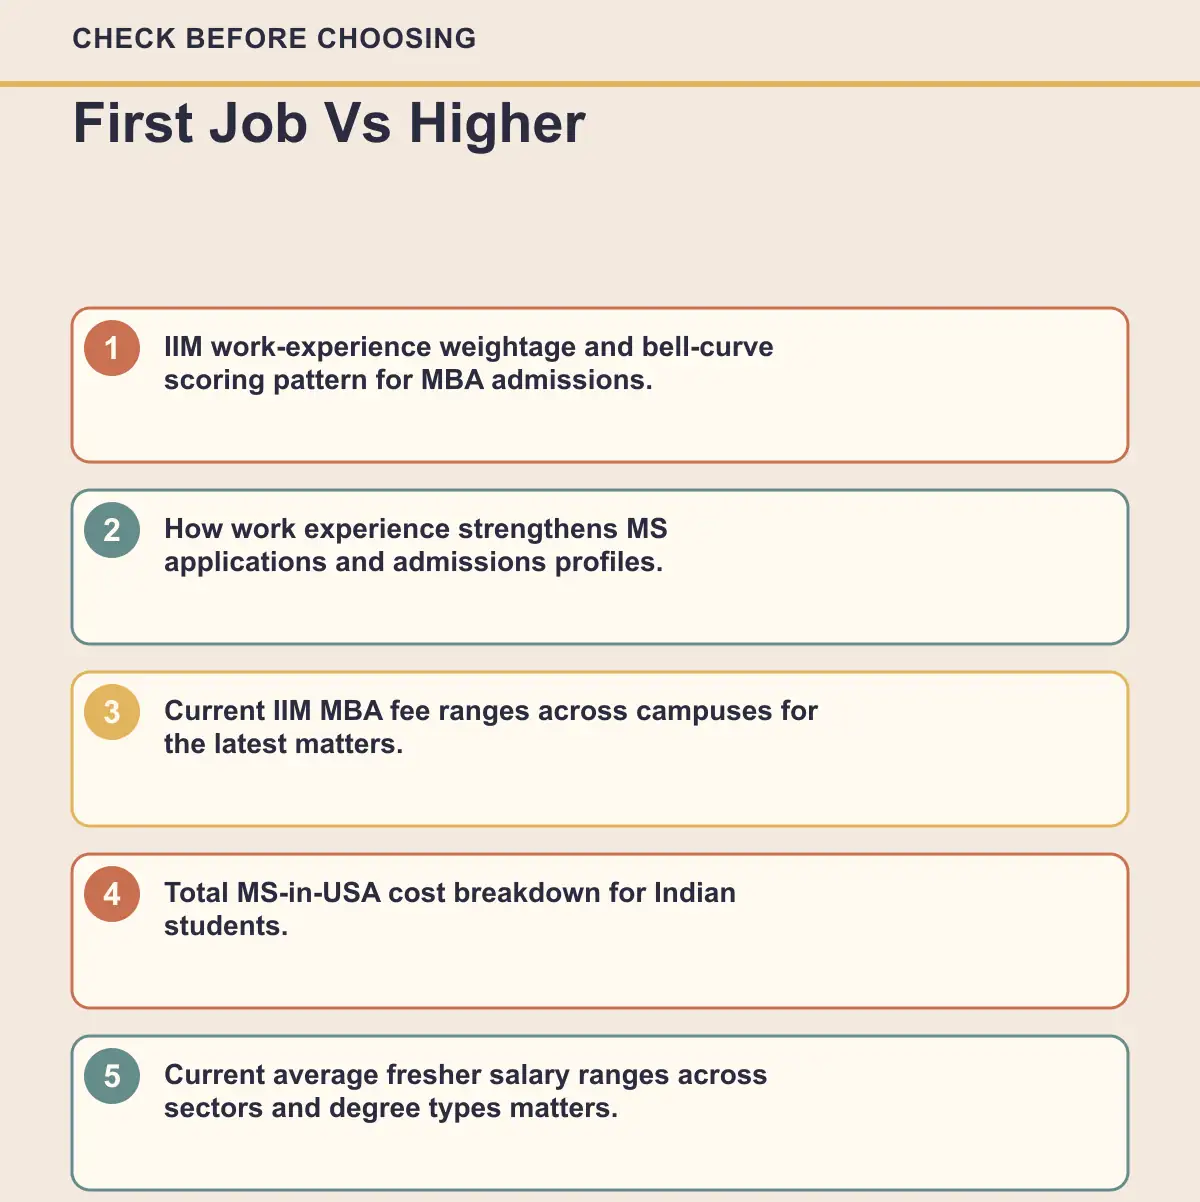 CHECK BEFORE CHOOSING
First Job Vs Higher
1
IIM work-experience weightage and bell-curve
scoring pattern for MBA admissions.
2
How work experience strengthens MS
applications and admissions profiles.
3
Current IIM MBA fee ranges across campuses for
the latest matters.
4
Total MS-in-USA cost breakdown for Indian
students.
5
Current average fresher salary ranges across
sectors and degree types matters.